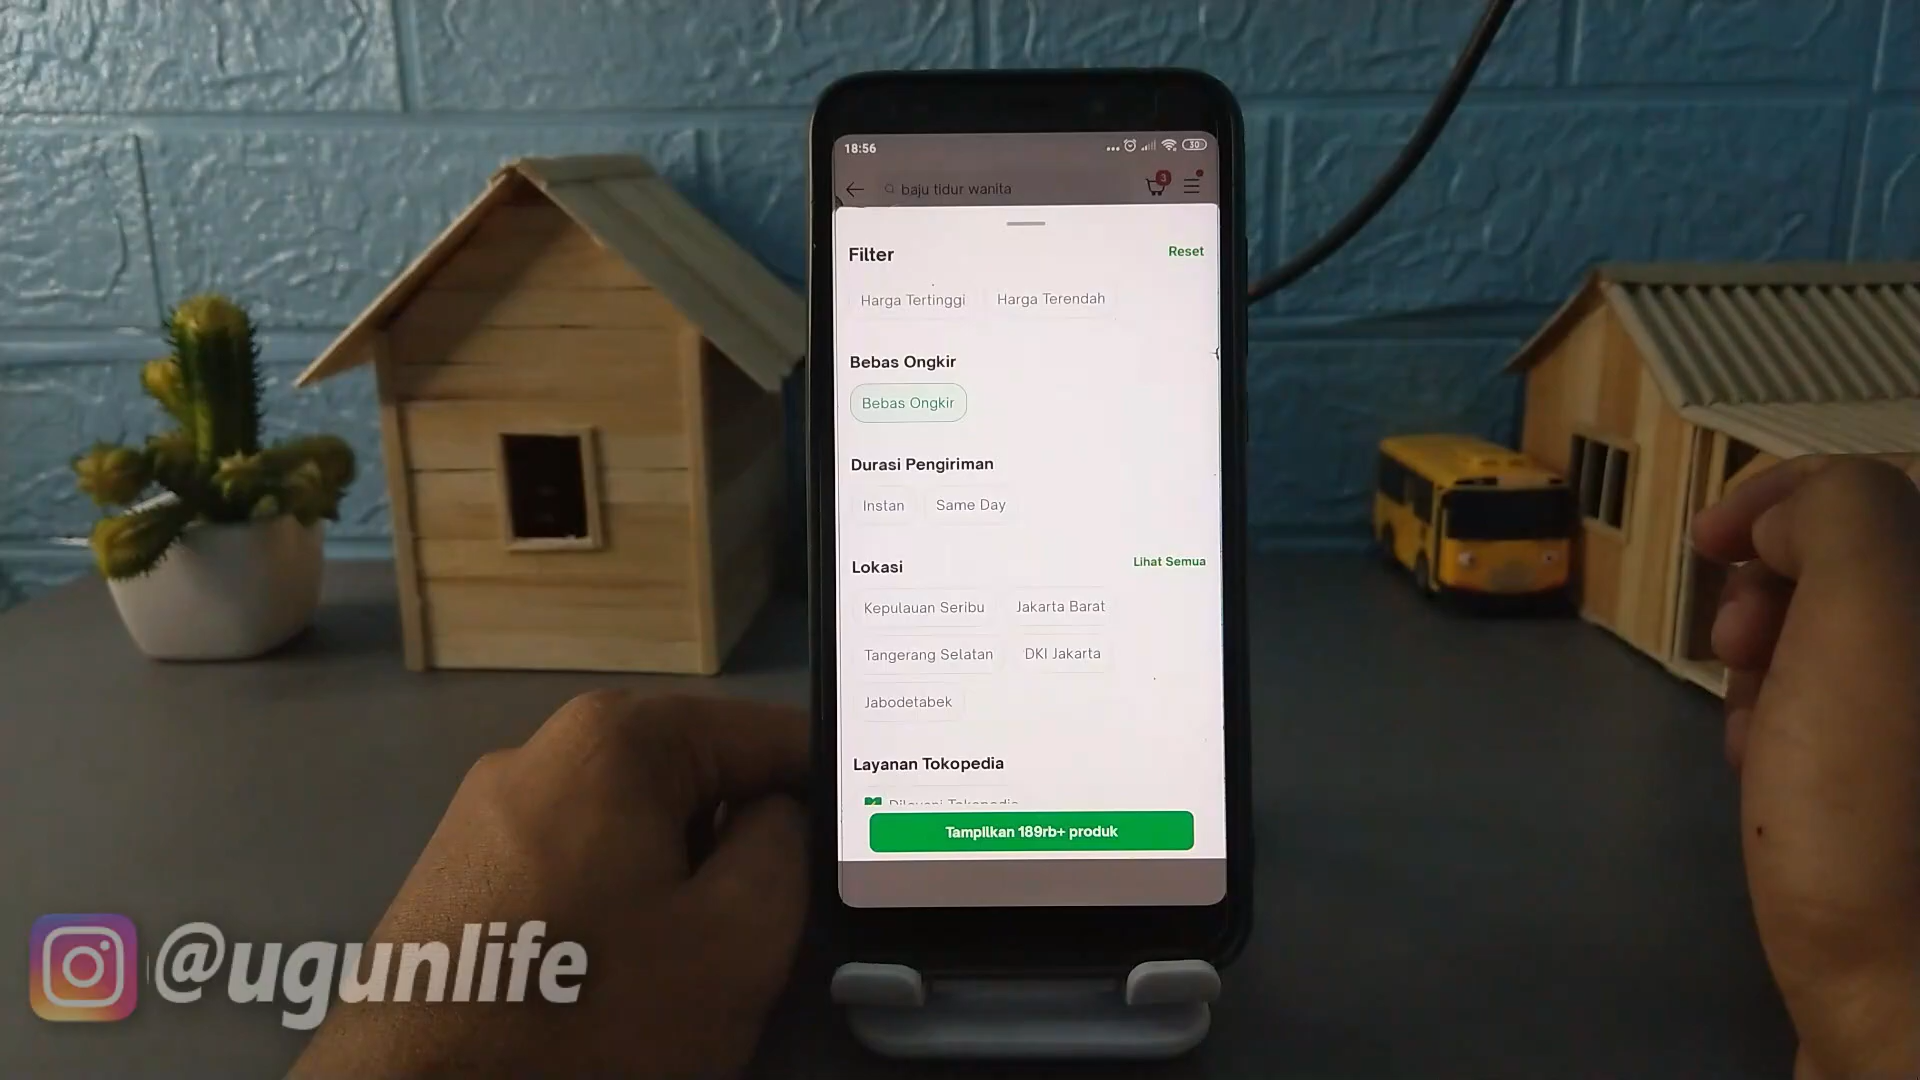 18:56
30
baju tidur wanita
3
Filter
Reset
Harga Tertinggi
Harga Terendah
Bebas Ongkir
Bebas Ongkir
Durasi Pengiriman
Instan
Same Day
Lokasi
Lihat Semua
Kepulauan Seribu
Jakarta Barat
Tangerang Selatan
DKI Jakarta
Jabodetabek
Layanan Tokopedia
Dilayani Tokopedia
Tampilkan 189rb+ produk
@ugunlife